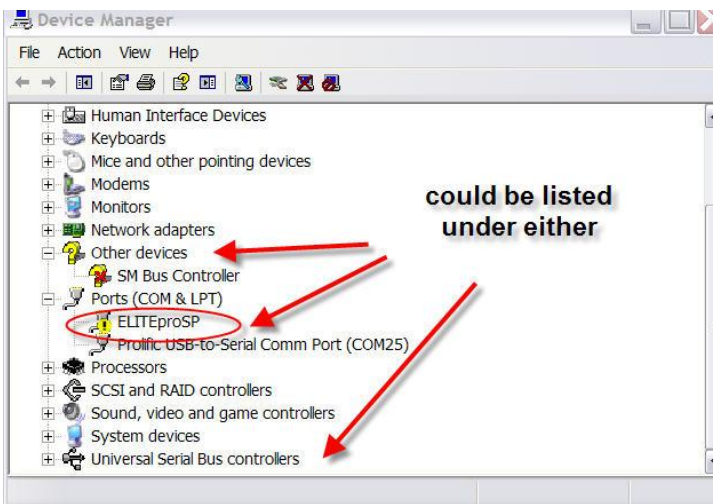 Device Manager
File Action View Help
Human Interface Devices
Keyboards
Mice and other pointing devices
Modems
Monitors
Network adapters
could be listed
under either
Other devices
SM Bus Controller
Ports (COM & LPT)
ELITEproSP
Prolific USB-to-Serial Comm Port (COM25)
Processors
SCSI and RAID controllers
Sound, video and game controllers
System devices
Universal Serial Bus controllers